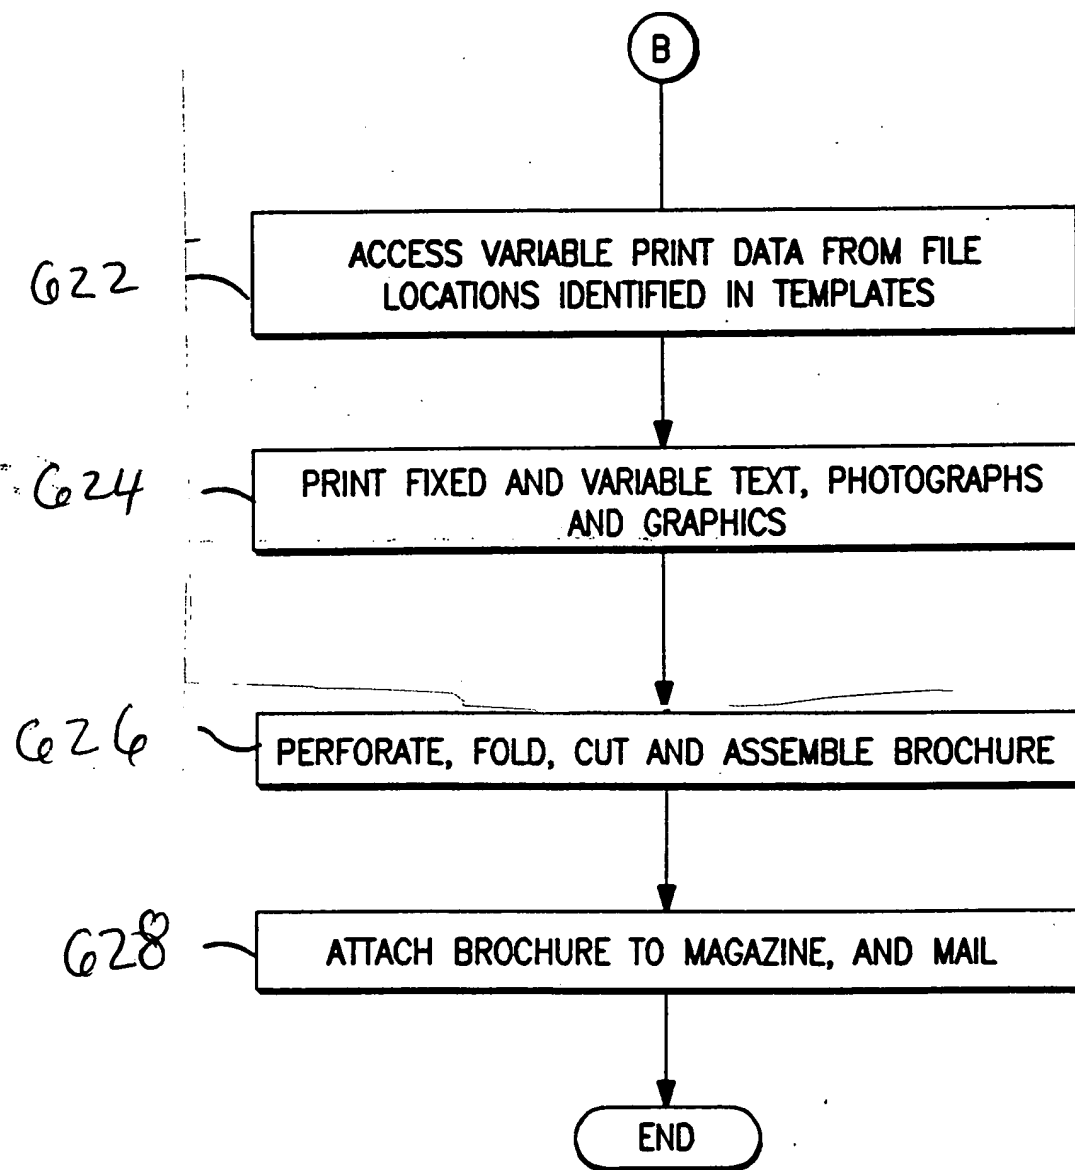 B
622
ACCESS VARIABLE PRINT DATA FROM FILE
LOCATIONS IDENTIFIED IN TEMPLATES
624
PRINT FIXED AND VARIABLE TEXT, PHOTOGRAPHS
AND GRAPHICS
626
PERFORATE, FOLD, CUT AND ASSEMBLE BROCHURE
628
ATTACH BROCHURE TO MAGAZINE, AND MAIL
END